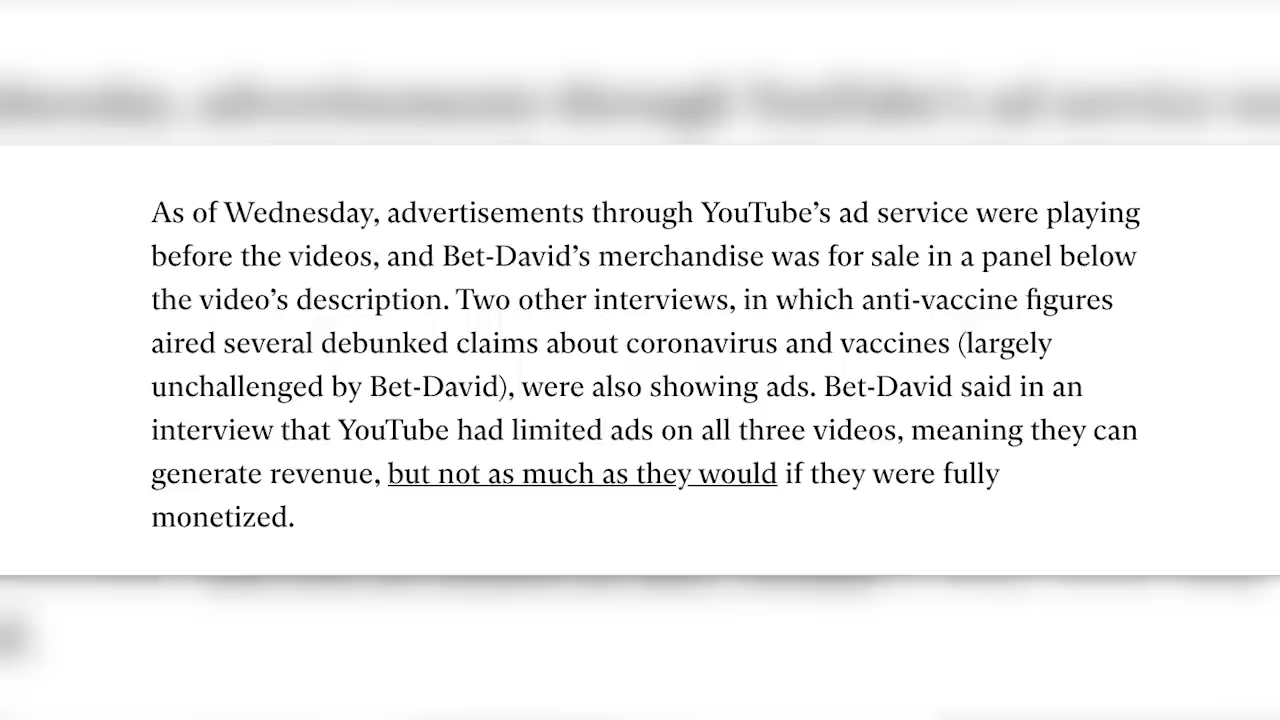 As of Wednesday, advertisements through YouTube’s ad service were playing
before the videos, and Bet-David’s merchandise was for sale in a panel below
the video’s description. Two other interviews, in which anti-vaccine figures
aired several debunked claims about coronavirus and vaccines (largely
unchallenged by Bet-David), were also showing ads. Bet-David said in an
interview that YouTube had limited ads on all three videos, meaning they can
generate revenue, but not as much as they would if they were fully
monetized.